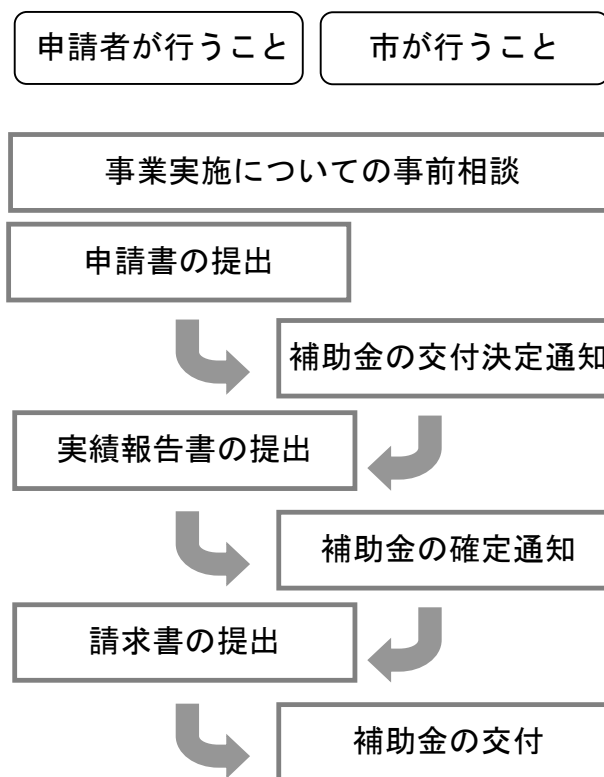 申請者が行うこと
市が行うこと
事業実施についての事前相談
申請書の提出
補助金の交付決定通知
実績報告書の提出
補助金の確定通知
請求書の提出
補助金の交付